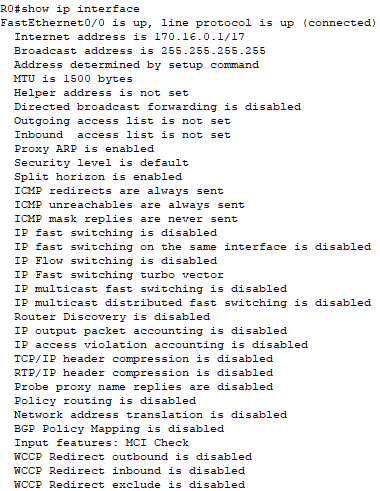 R0#show ip interface
FastEthernet0/0 is up, line protocol is up (connected)
  Internet address is 170.16.0.1/17
  Broadcast address is 255.255.255.255
  Address determined by setup command
  MTU is 1500 bytes
  Helper address is not set
  Directed broadcast forwarding is disabled
  Outgoing access list is not set
  Inbound  access list is not set
  Proxy ARP is enabled
  Security level is default
  Split horizon is enabled
  ICMP redirects are always sent
  ICMP unreachables are always sent
  ICMP mask replies are never sent
  IP fast switching is disabled
  IP fast switching on the same interface is disabled
  IP Flow switching is disabled
  IP Fast switching turbo vector
  IP multicast fast switching is disabled
  IP multicast distributed fast switching is disabled
  Router Discovery is disabled
  IP output packet accounting is disabled
  IP access violation accounting is disabled
  TCP/IP header compression is disabled
  RTP/IP header compression is disabled
  Probe proxy name replies are disabled
  Policy routing is disabled
  Network address translation is disabled
  BGP Policy Mapping is disabled
  Input features: MCI Check
  WCCP Redirect outbound is disabled
  WCCP Redirect inbound is disabled
  WCCP Redirect exclude is disabled